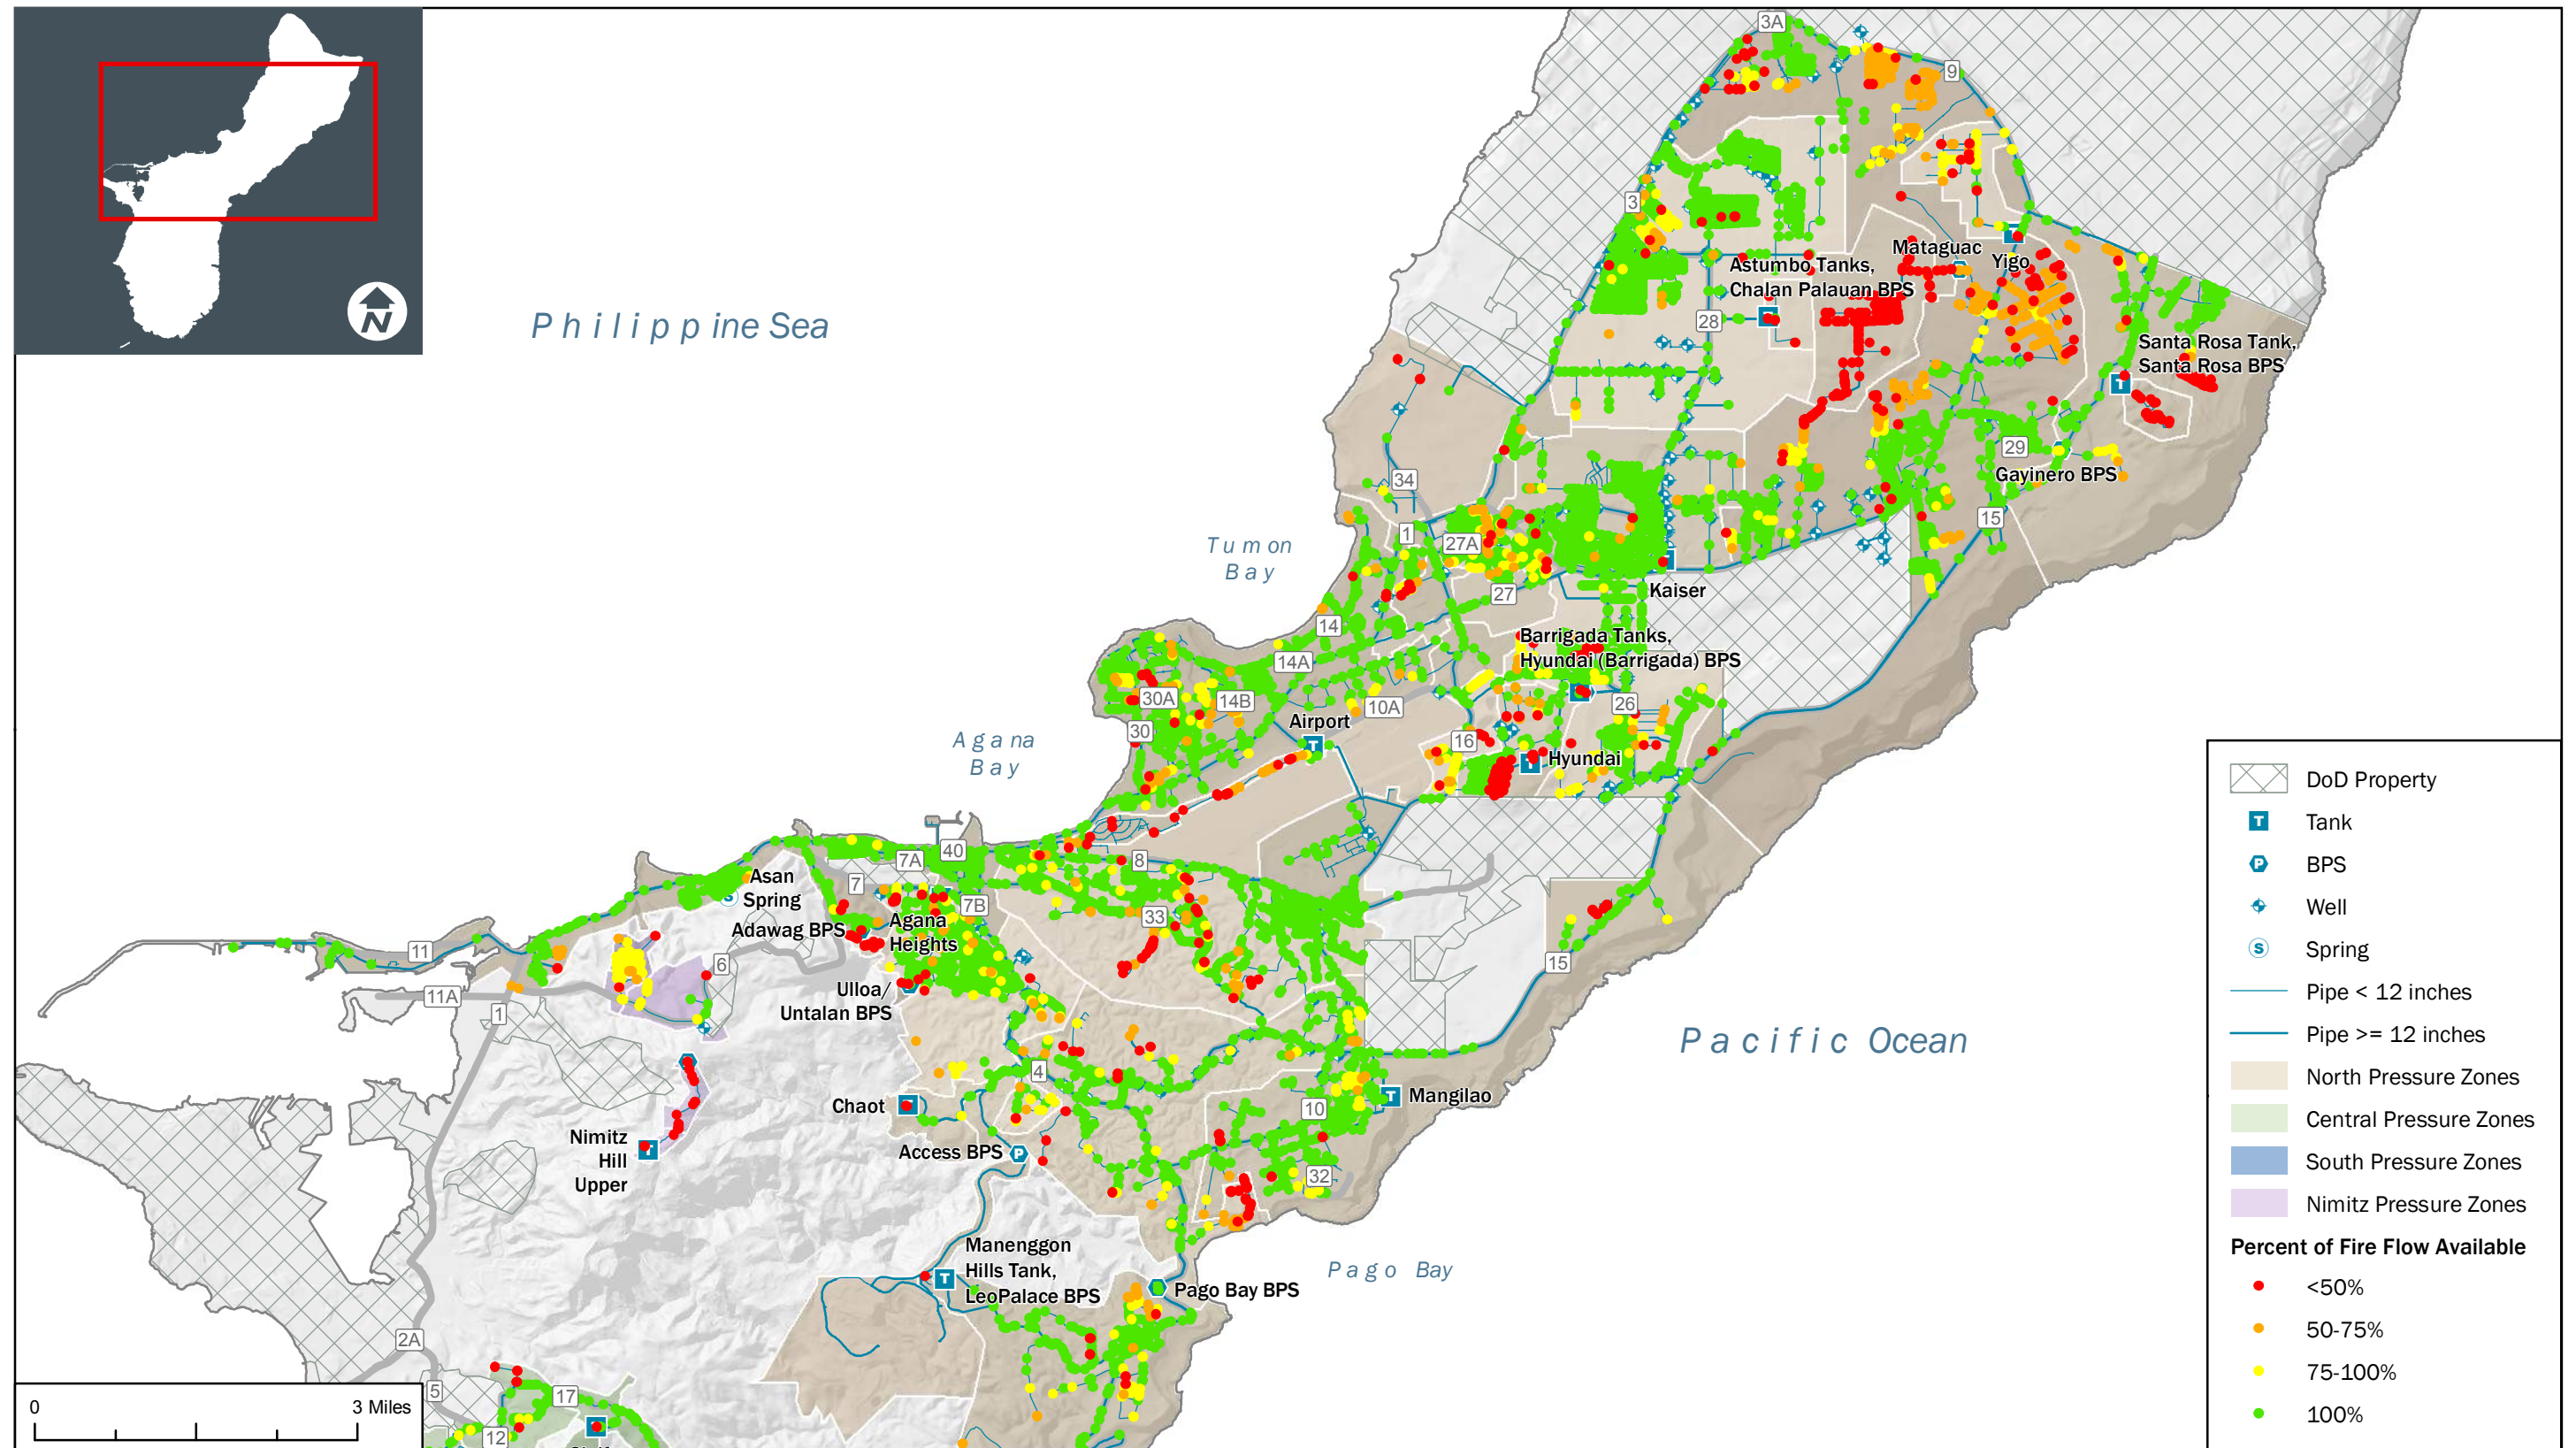 3A
9
3
Philippine Sea
Mataguac
Yigo
Astumbo Tanks,
Chalan Palauan BPS
28
Santa Rosa Tank,
Santa Rosa BPS
29
Gayinero BPS
34
15
1
27A
Tumon
Bay
Kaiser
27
14
Barrigada Tanks,
Hyundai (Barrigada) BPS
14A
30A
14B
10A
26
Airport
30
16
Hyundai
Agana
Bay
7A
40
8
Asan
Spring
S
7
7B
33
Adawag BPS
Agana
Heights
11
6
15
Ulloa/
Untalan BPS
11A
1
Pacific Ocean
4
Chaot
Mangilao
10
Nimitz
Hill
Upper
Access BPS
P
32
Manenggon
Hills Tank,
LeoPalace BPS
Pago Bay
Pago Bay BPS
2A
5
17
12
N
0
3 Miles
DoD Property
T
Tank
P
BPS
Well
S
Spring
Pipe < 12 inches
Pipe >= 12 inches
North Pressure Zones
Central Pressure Zones
South Pressure Zones
Nimitz Pressure Zones
Percent of Fire Flow Available
<50%
50-75%
75-100%
100%